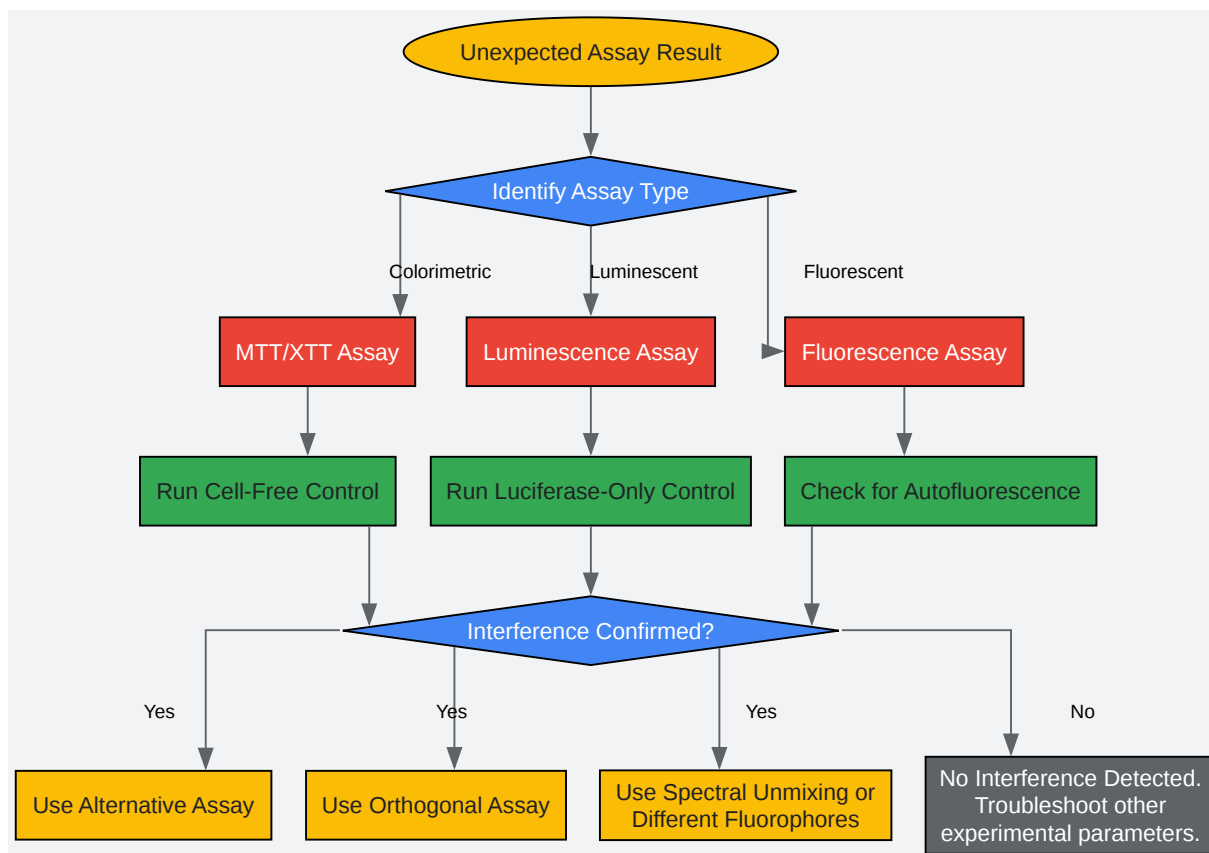 Unexpected Assay Result
Identify Assay Type
Colorimetric
Luminescent
Fluorescent
MTT/XTT Assay
Luminescence Assay
Fluorescence Assay
Run Cell-Free Control
Run Luciferase-Only Control
Check for Autofluorescence
Interference Confirmed?
Yes
Yes
Yes
No
Use Alternative Assay
Use Orthogonal Assay
Use Spectral Unmixing or
Different Fluorophores
No Interference Detected.
Troubleshoot other
experimental parameters.